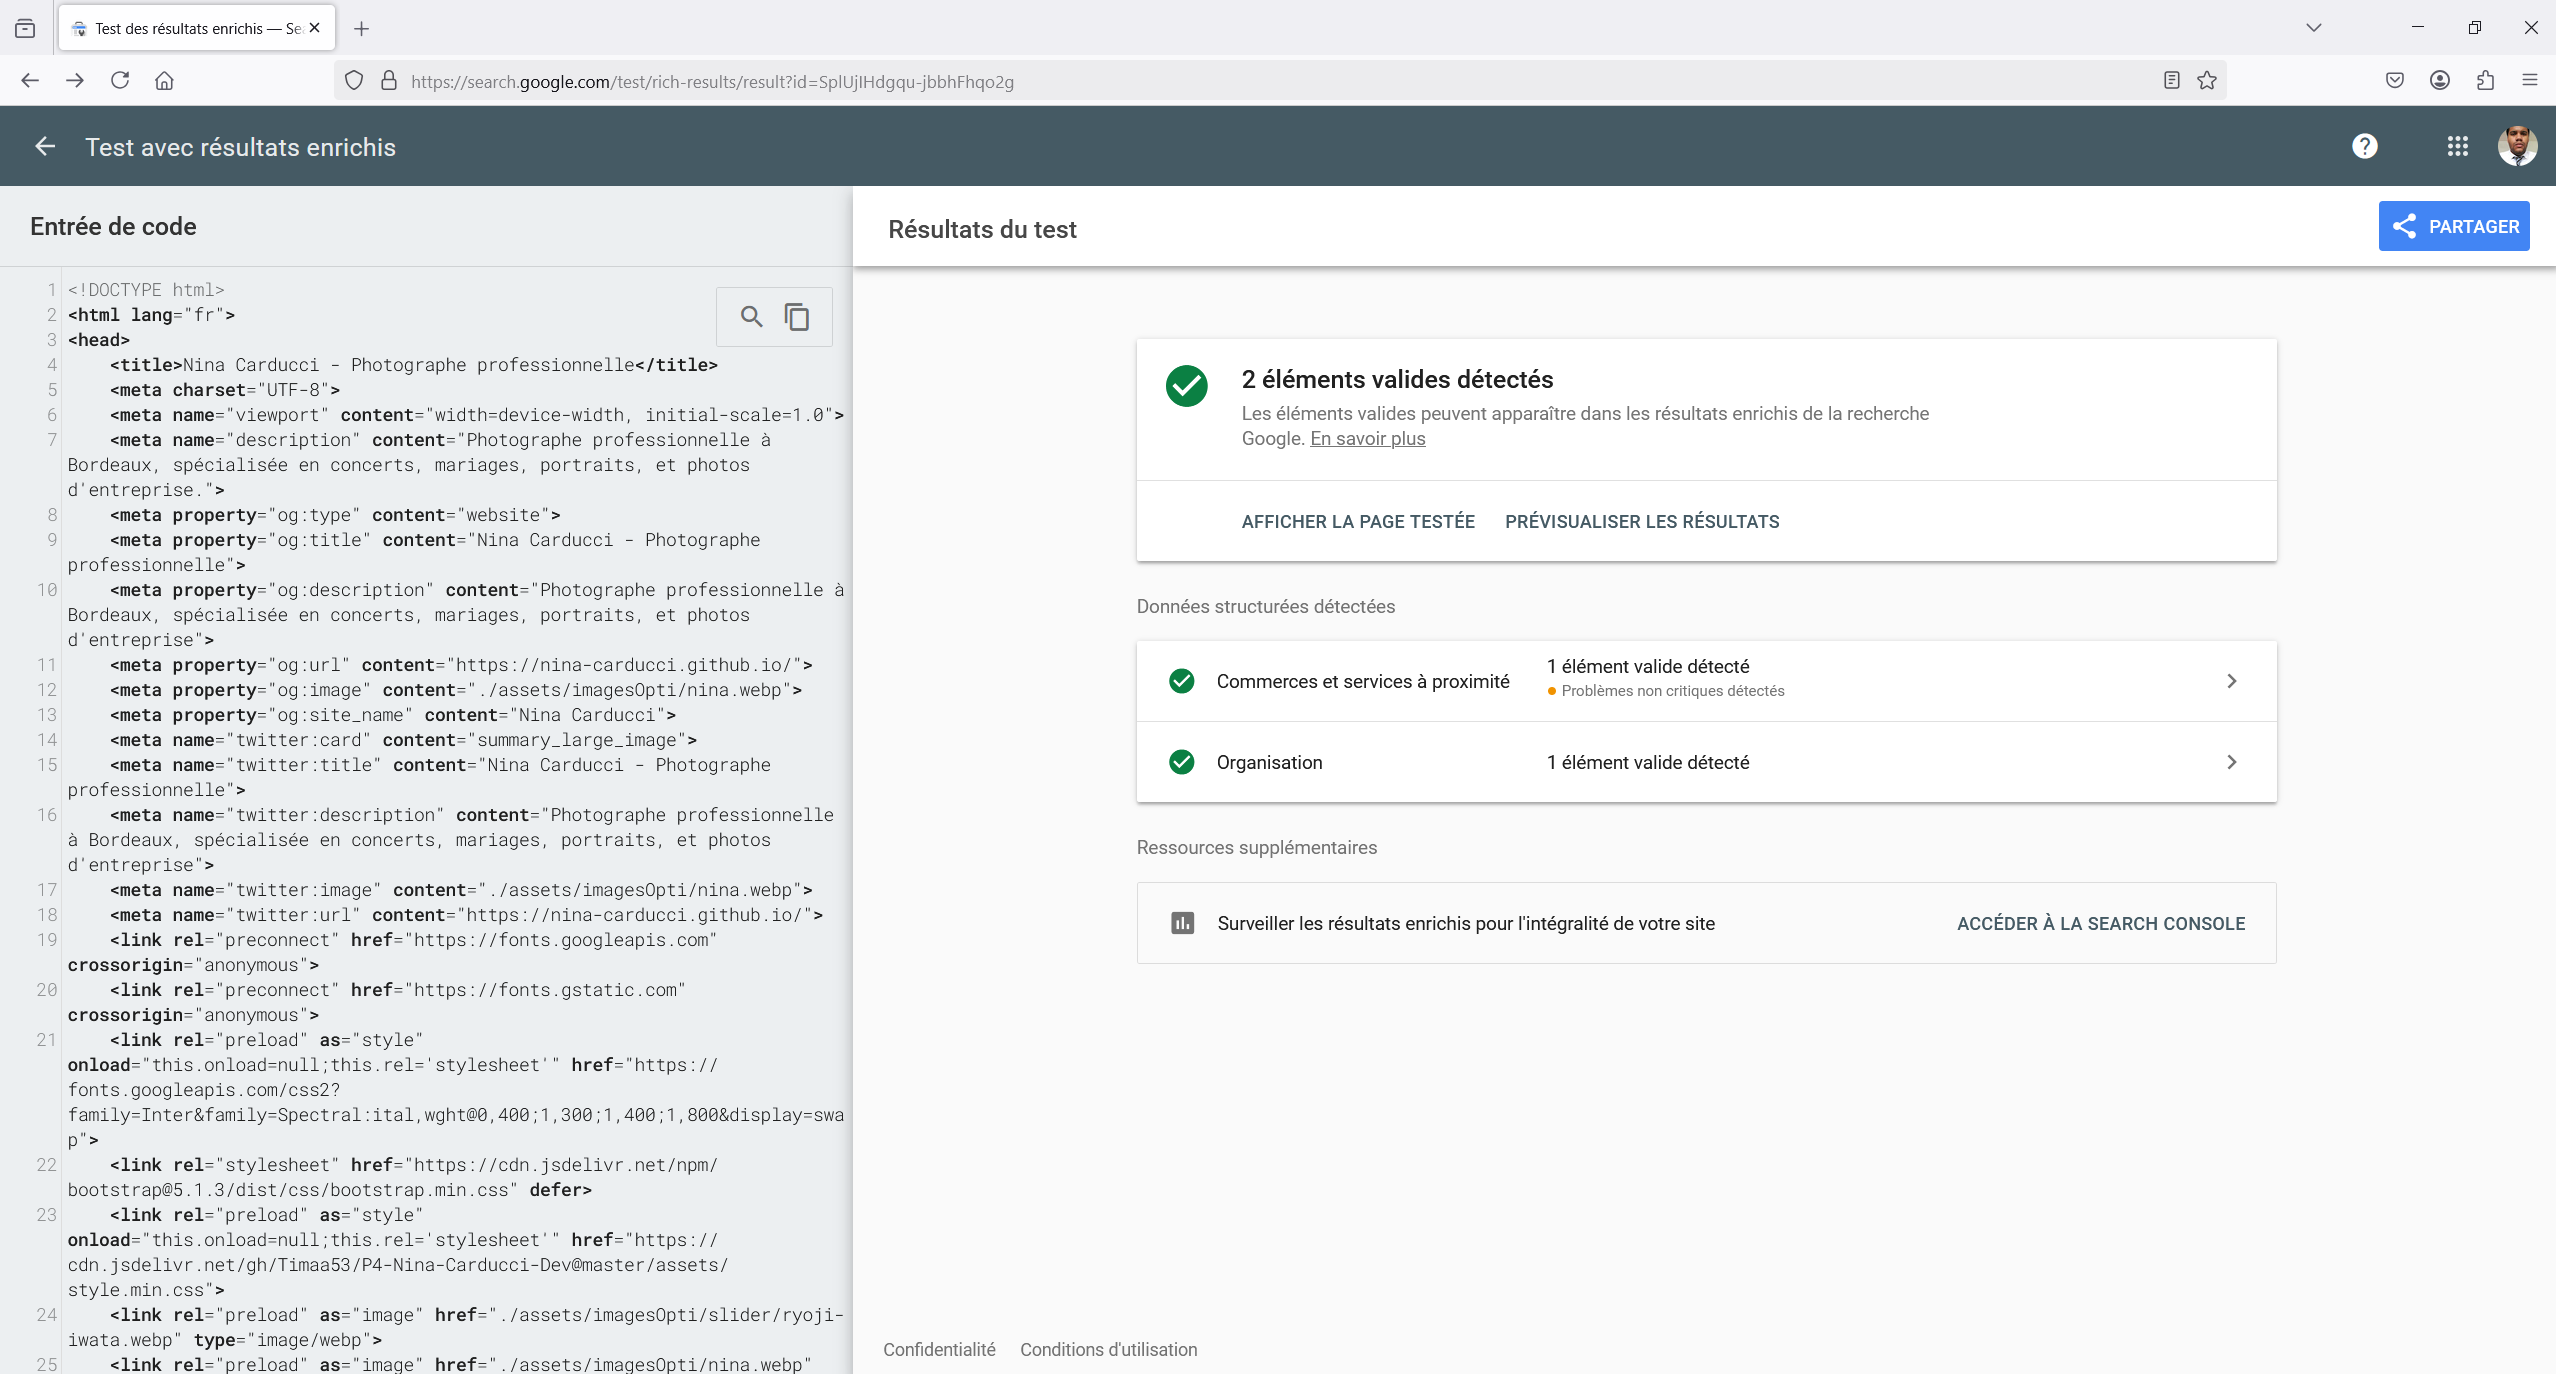 Test des résultats enrichis — Se
https://search.google.com/test/rich-results/result?id=SplUjIHdgqu-jbbhFhqo2g
Test avec résultats enrichis
Entrée de code
1 <!DOCTYPE html>
2 <html lang="fr">
3 <head>
4 <title>Nina Carducci - Photographe professionnelle</title>
5 <meta charset="UTF-8">
6 <meta name="viewport" content="width=device-width, initial-scale=1.0">
7 <meta name="description" content="Photographe professionnelle à
Bordeaux, spécialisée en concerts, mariages, portraits, et photos
d'entreprise.">
8 <meta property="og:type" content="website">
9 <meta property="og:title" content="Nina Carducci - Photographe
professionnelle">
10 <meta property="og:description" content="Photographe professionnelle à
Bordeaux, spécialisée en concerts, mariages, portraits, et photos
d'entreprise">
11 <meta property="og:url" content="https://nina-carducci.github.io/">
12 <meta property="og:image" content="./assets/imagesOpti/nina.webp">
13 <meta property="og:site_name" content="Nina Carducci">
14 <meta name="twitter:card" content="summary_large_image">
15 <meta name="twitter:title" content="Nina Carducci - Photographe
professionnelle">
16 <meta name="twitter:description" content="Photographe professionnelle
à Bordeaux, spécialisée en concerts, mariages, portraits, et photos
d'entreprise">
17 <meta name="twitter:image" content="./assets/imagesOpti/nina.webp">
18 <meta name="twitter:url" content="https://nina-carducci.github.io/">
19 <link rel="preconnect" href="https://fonts.googleapis.com"
crossorigin="anonymous">
20 <link rel="preconnect" href="https://fonts.gstatic.com"
crossorigin="anonymous">
21 <link rel="preload" as="style"
onload="this.onload=null;this.rel='stylesheet'" href="https://
fonts.googleapis.com/css2?
family=Inter&family=Spectral:ital,wght@0,400;1,300;1,400;1,800&display=swa
p">
22 <link rel="stylesheet" href="https://cdn.jsdelivr.net/npm/
bootstrap@5.1.3/dist/css/bootstrap.min.css" defer>
23 <link rel="preload" as="style"
onload="this.onload=null;this.rel='stylesheet'" href="https://
cdn.jsdelivr.net/gh/Timaa53/P4-Nina-Carducci-Dev@master/assets/
style.min.css">
24 <link rel="preload" as="image" href="./assets/imagesOpti/slider/ryoji-
iwata.webp" type="image/webp">
25 <link rel="preload" as="image" href="./assets/imagesOpti/nina.webp"
Résultats du test
PARTAGER
2 éléments valides détectés
Les éléments valides peuvent apparaître dans les résultats enrichis de la recherche
Google. En savoir plus
AFFICHER LA PAGE TESTÉE PRÉVISUALISER LES RÉSULTATS
Données structurées détectées
Commerces et services à proximité
1 élément valide détecté
Problèmes non critiques détectés
Organisation
1 élément valide détecté
Ressources supplémentaires
Surveiller les résultats enrichis pour l'intégralité de votre site
ACCÉDER À LA SEARCH CONSOLE
Confidentialité Conditions d'utilisation